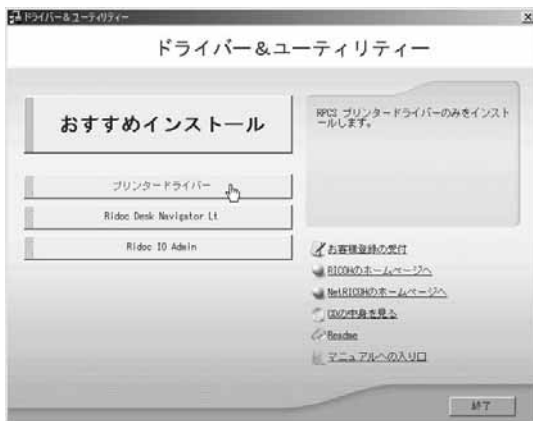 ドライバー＆ユーティリティー
ドライバー＆ユーティリティー
おすすめインストール
プリンタードライバー
Ridoc Desk Navigator Lt
Ridoc IO Admin
RPCS プリンタードライバーのみをインスト
ールします。
お客様登録の受付
RICOHのホームページへ
NetRICOHのホームページへ
CDの中身を見る
Readme
マニュアルへの入り口
終了